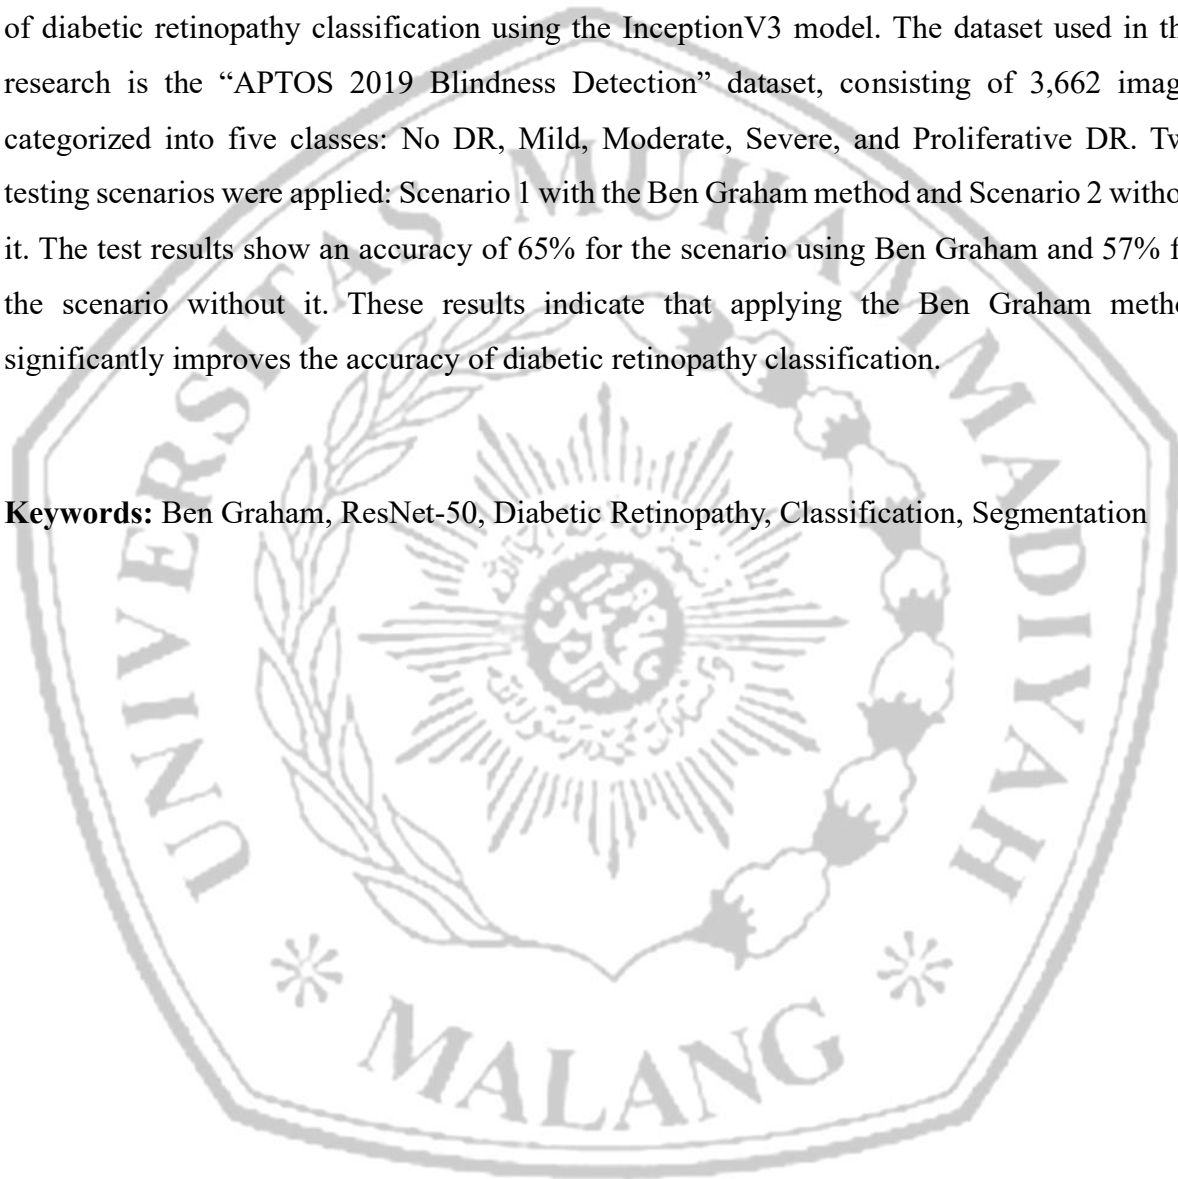 of diabetic retinopathy classification using the InceptionV3 model. The dataset used in th
research is the “APTOS 2019 Blindness Detection” dataset, consisting of 3,662 imag
categorized into five classes: No DR, Mild, Moderate, Severe, and Proliferative DR. Tw
testing scenarios were applied: Scenario 1 with the Ben Graham method and Scenario 2 witho
it. The test results show an accuracy of 65% for the scenario using Ben Graham and 57% f
the scenario without it. These results indicate that applying the Ben Graham metho
significantly improves the accuracy of diabetic retinopathy classification.
Keywords: Ben Graham, ResNet-50, Diabetic Retinopathy, Classification, Segmentation
UNIVERSITAS MUHAMMADIYAH
MALANG